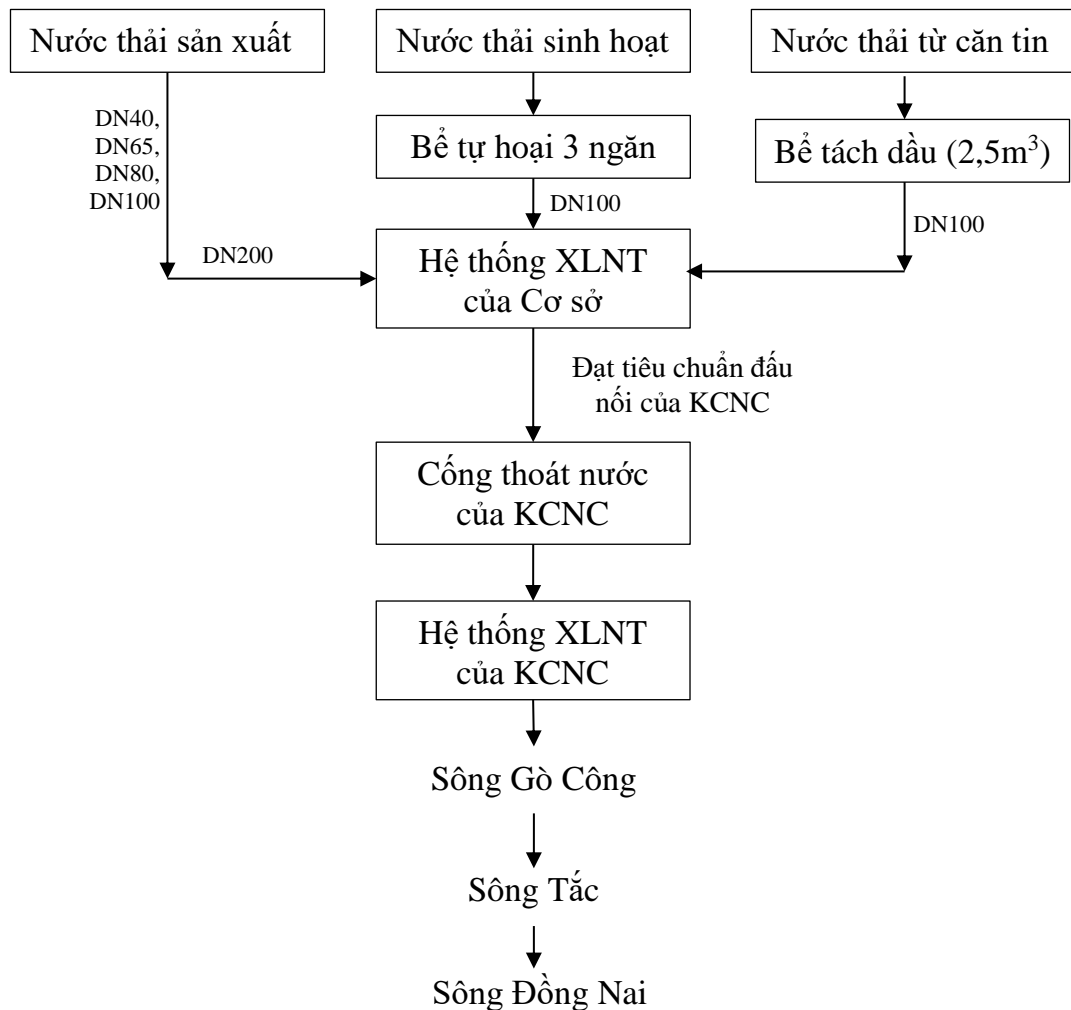 Nước thải sản xuất
Nước thải sinh hoạt
Nước thải từ căn tin
DN40,
DN65,
DN80,
DN100
Bể tự hoại 3 ngăn
Bể tách dầu (2,5m³)
DN100
DN100
DN200
Hệ thống XLNT
của Cơ sở
Đạt tiêu chuẩn đấu
nối của KCNC
Cống thoát nước
của KCNC
Hệ thống XLNT
của KCNC
Sông Gò Công
Sông Tắc
Sông Đồng Nai